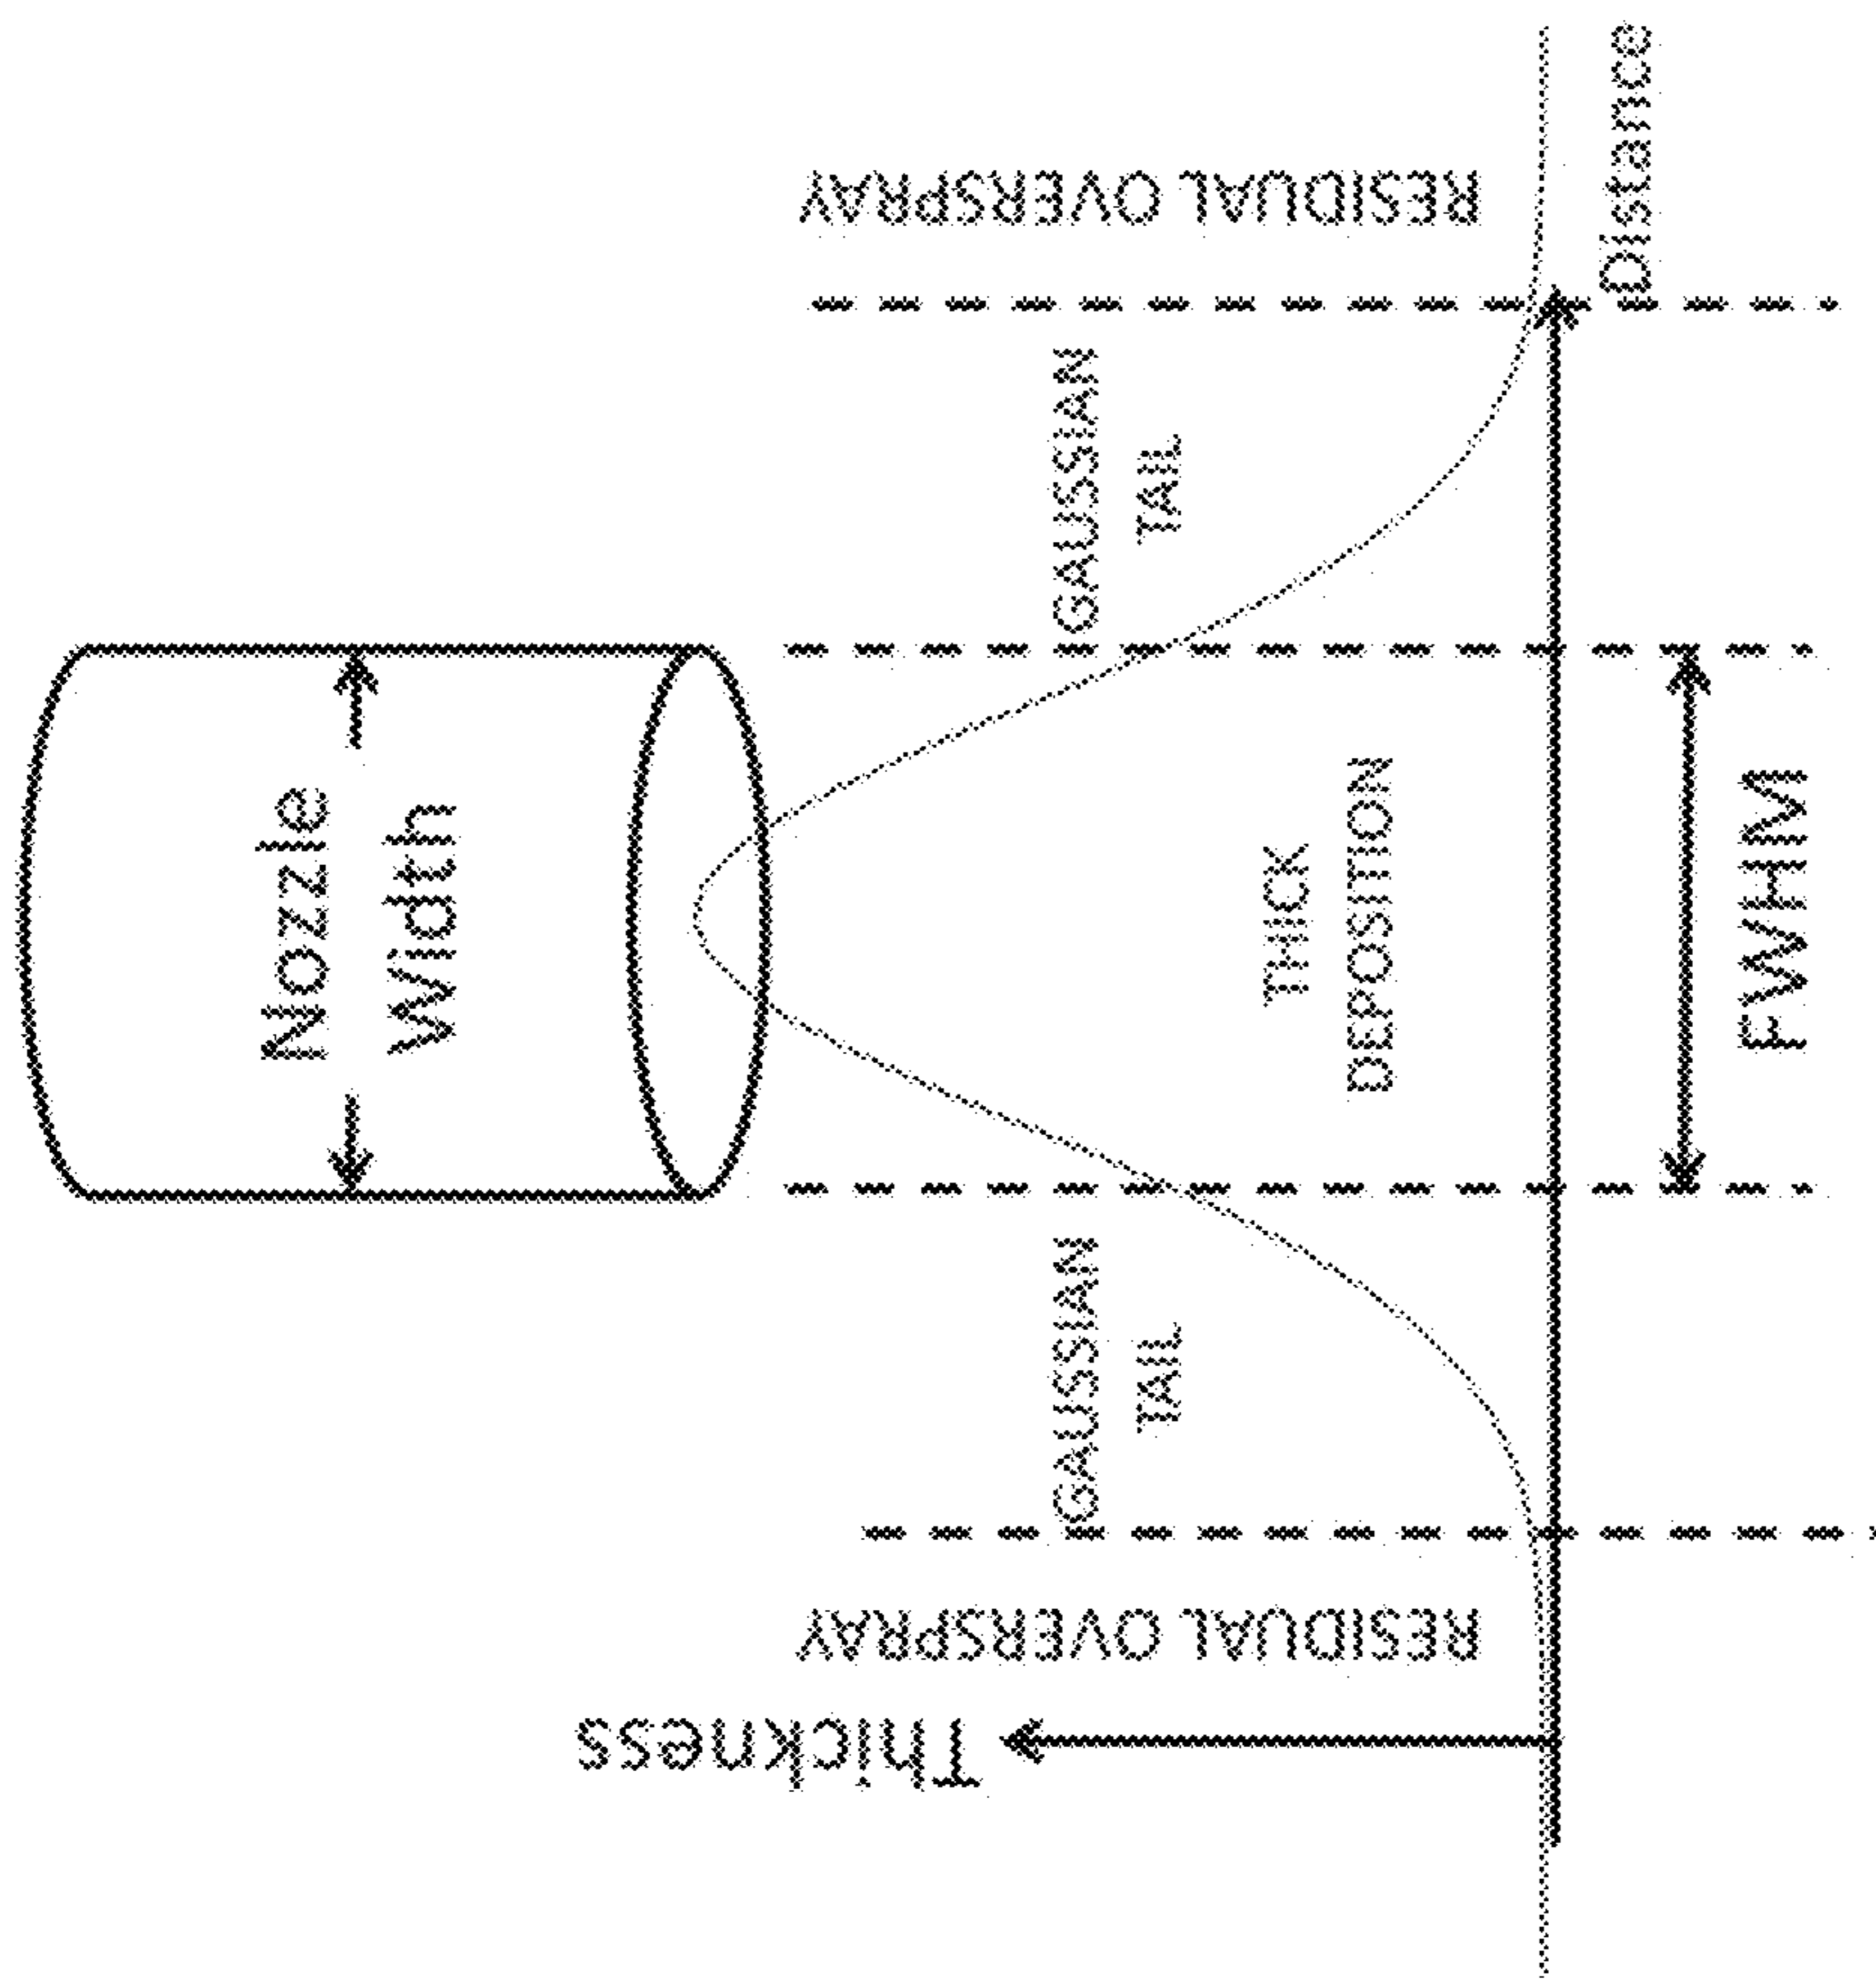 Nozzle
Width
Thickness
RESIDUAL OVERSPRAY
GAUSSIAN
TAIL
THICK
DEPOSITION
GAUSSIAN
TAIL
RESIDUAL OVERSPRAY
Distance
FWHM